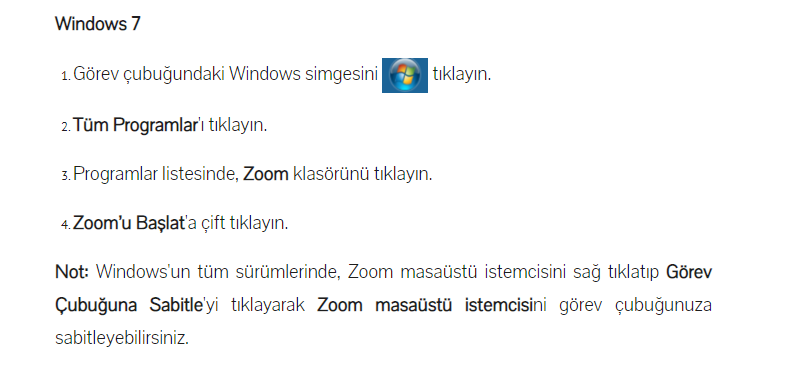 Windows 7
1. Görev çubuğundaki Windows simgesini tıklayın.
2. Tüm Programlar'ı tıklayın.
3. Programlar listesinde, Zoom klasörünü tıklayın.
4. Zoom'u Başlat'a çift tıklayın.
Not: Windows'un tüm sürümlerinde, Zoom masaüstü istemcisini sağ tıklatıp Görev
Çubuğuna Sabitle'yi tıklayarak Zoom masaüstü istemcisini görev çubuğunuza
sabitleyebilirsiniz.